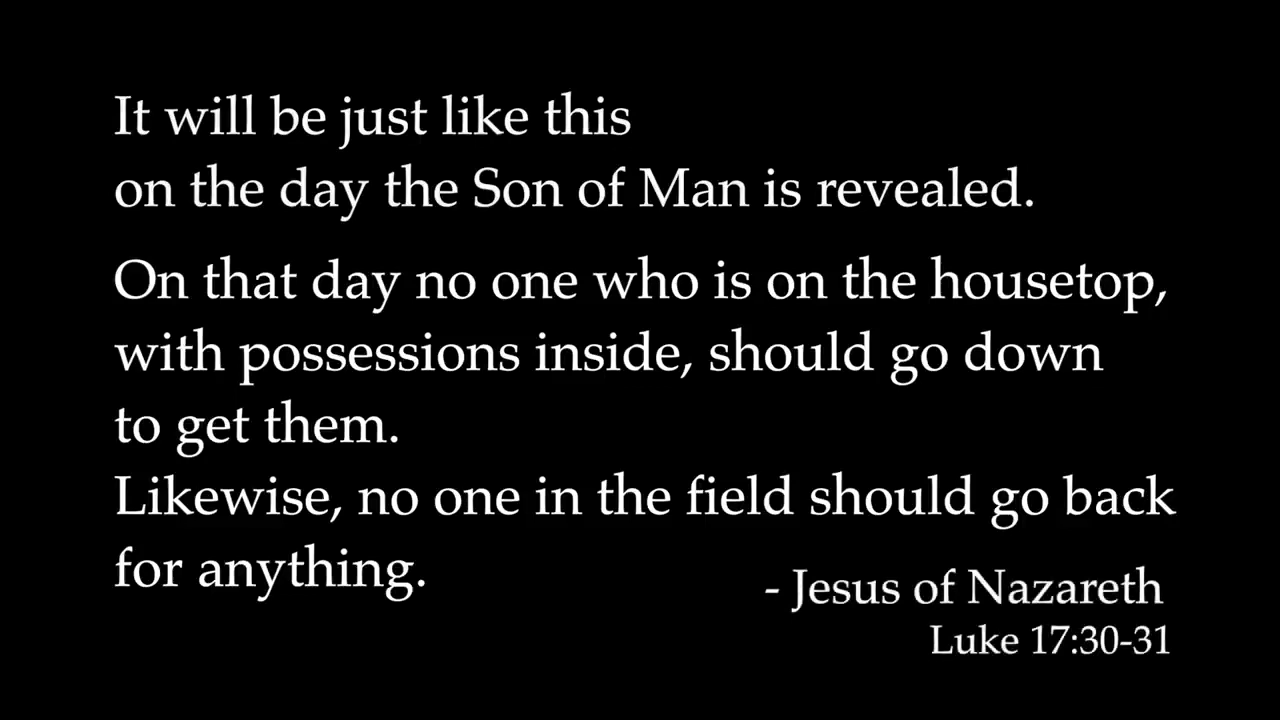 It will be just like this
on the day the Son of Man is revealed.
On that day no one who is on the housetop,
with possessions inside, should go down
to get them.
Likewise, no one in the field should go back
for anything.
- Jesus of Nazareth
Luke 17:30-31